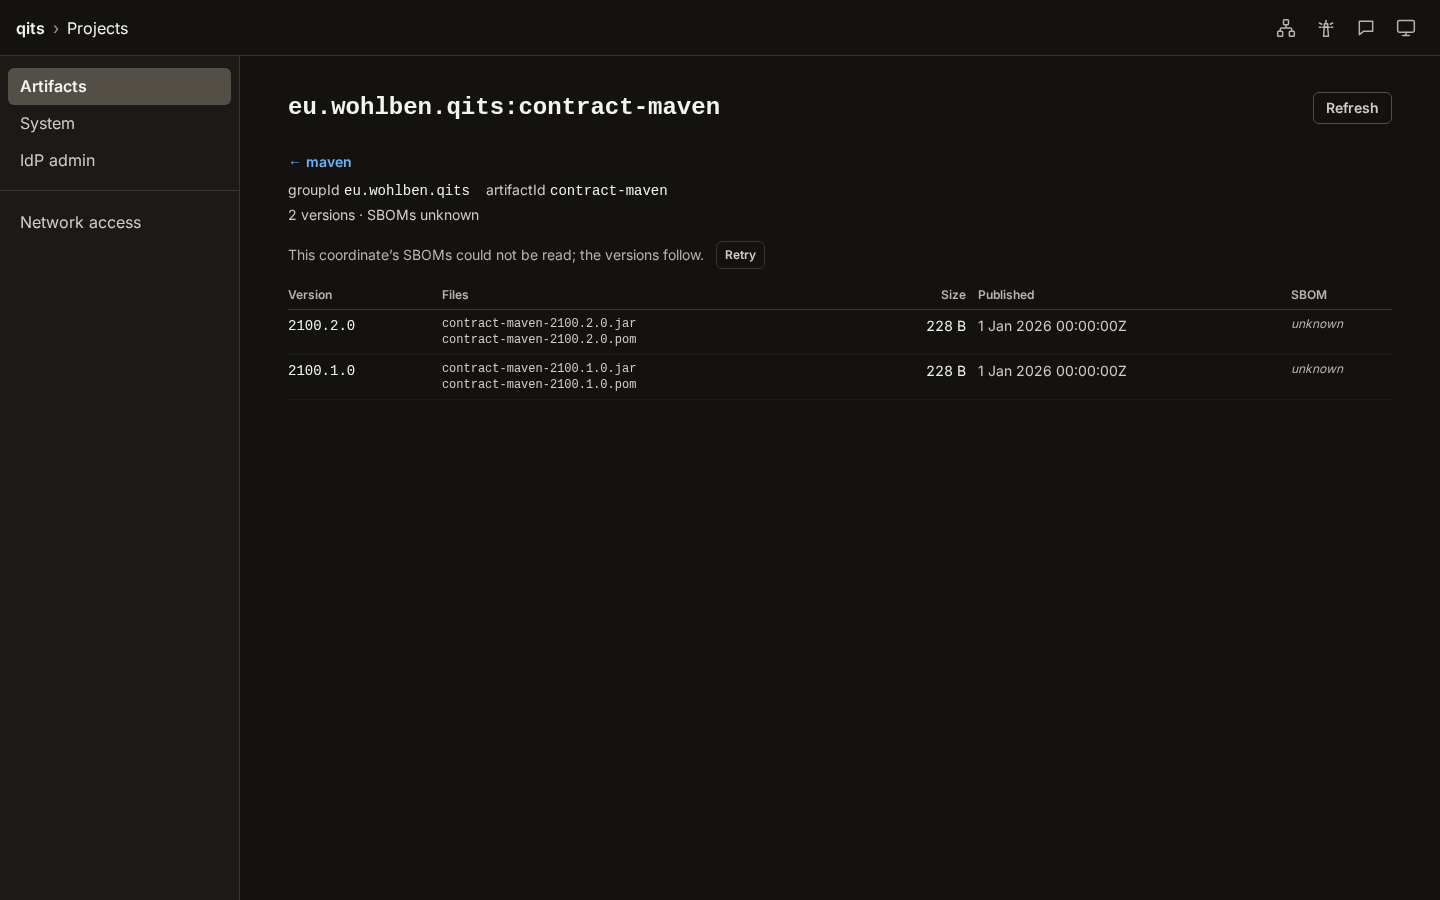 qits › Projects
Artifacts
System
IdP admin
Network access
eu.wohlben.qits:contract-maven
Refresh
← maven
groupId eu.wohlben.qits artifactId contract-maven
2 versions · SBOMs unknown
This coordinate’s SBOMs could not be read; the versions follow. Retry
Version Files Size Published SBOM
2100.2.0 contract-maven-2100.2.0.jar 228 B 1 Jan 2026 00:00:00Z unknown
contract-maven-2100.2.0.pom
2100.1.0 contract-maven-2100.1.0.jar 228 B 1 Jan 2026 00:00:00Z unknown
contract-maven-2100.1.0.pom